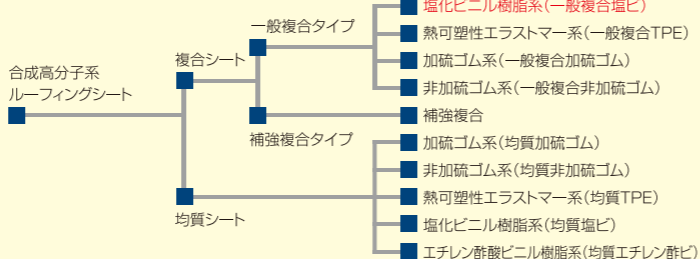 塩化ビニル樹脂系(一般複合塩ビ)
一般複合タイプ
熱可塑性エラストマー系(一般複合TPE)
複合シート
加硫ゴム系(一般複合加硫ゴム)
合成高分子系
ルーフィングシート
非加硫ゴム系(一般複合非加硫ゴム)
補強複合
補強複合タイプ
加硫ゴム系(均質加硫ゴム)
非加硫ゴム系(均質非加硫ゴム)
熱可塑性エラストマー系(均質TPE)
均質シート
塩化ビニル樹脂系(均質塩ビ)
エチレン酢酸ビニル樹脂系(均質エチレン酢ビ)